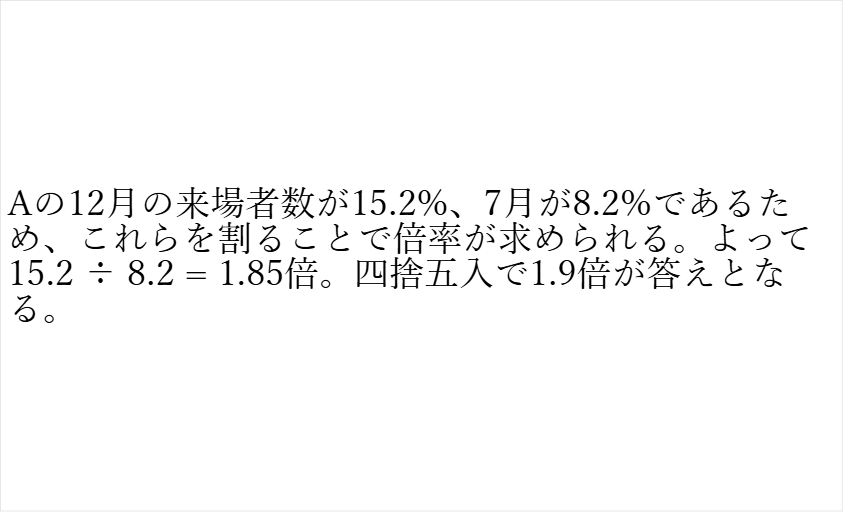 Aの12月の来場者数が15.2%、7月が8.2%であるた
め、これらを割ることで倍率が求められる。よって
15.2 ÷ 8.2 = 1.85倍。四捨五入で1.9倍が答えとな
る。